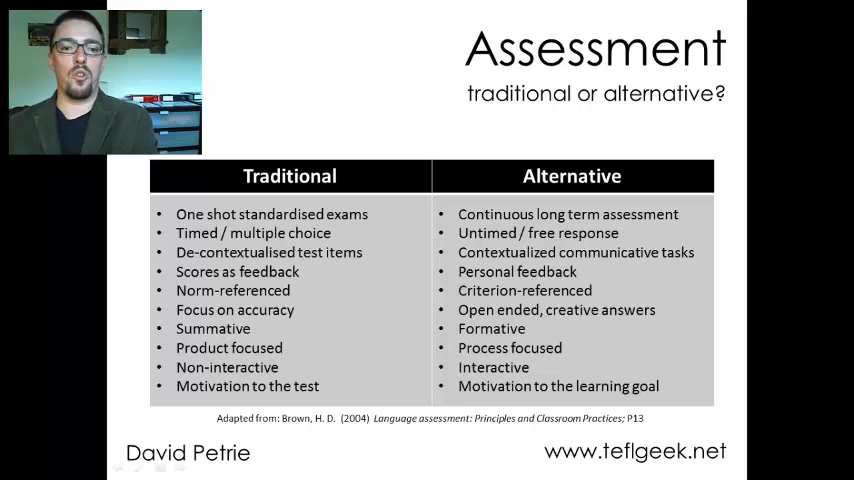 Assessment
traditional or alternative?
Traditional
Alternative
• One shot standardised exams
• Timed / multiple choice
• De-contextualised test items
• Scores as feedback
• Norm-referenced
• Focus on accuracy
• Summative
• Product focused
• Non-interactive
• Motivation to the test
• Continuous long term assessment
• Untimed / free response
• Contextualized communicative tasks
• Personal feedback
• Criterion-referenced
• Open ended, creative answers
• Formative
• Process focused
• Interactive
• Motivation to the learning goal
Adapted from: Brown, H. D. (2004) Language assessment: Principles and Classroom Practices; P13
David Petrie
www.teflgeek.net